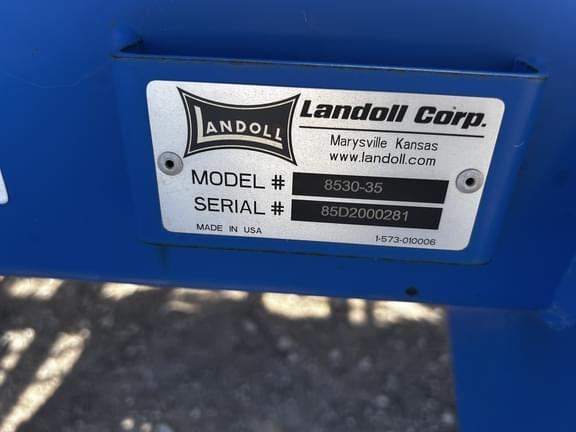 LANDOLL
Landoll Corp.
Marysville Kansas
www.landoll.com
MODEL # 8530-35
SERIAL # 85D2000281
MADE IN USA
1-573-010006